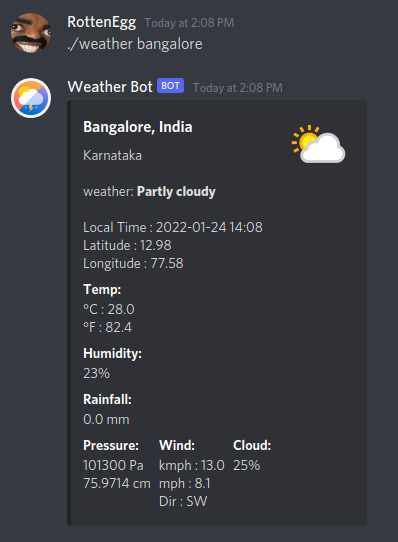 RottenEgg Today at 2:08 PM
./weather bangalore
Weather Bot BOT Today at 2:08 PM
Bangalore, India
Karnataka
weather: Partly cloudy
Local Time : 2022-01-24 14:08
Latitude : 12.98
Longitude : 77.58
Temp:
°C : 28.0
°F : 82.4
Humidity:
23%
Rainfall:
0.0 mm
Pressure: Wind: Cloud:
101300 Pa kmph : 13.0 25%
75.9714 cm mph : 8.1
Dir : SW